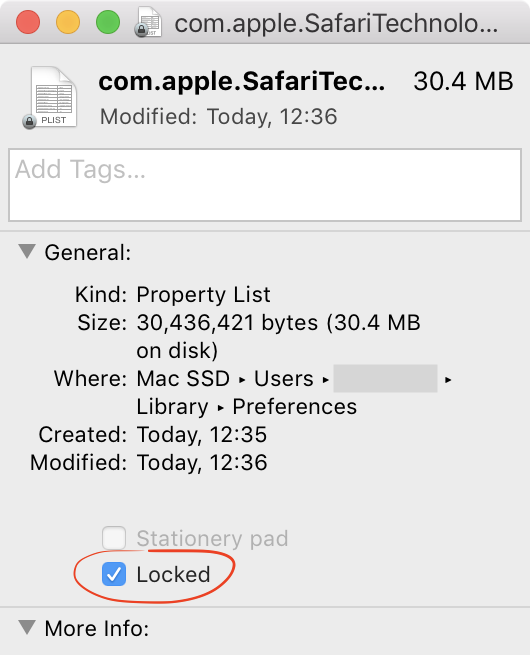 com.apple.SafariTechnolo...
com.apple.SafariTec... 30.4 MB
PLIST
Modified: Today, 12:36
Add Tags...
General:
Kind: Property List
Size: 30,436,421 bytes (30.4 MB
on disk)
Where: Mac SSD ▸ Users ▸ ▸
Library ▸ Preferences
Created: Today, 12:35
Modified: Today, 12:36
Stationery pad
Locked
More Info: